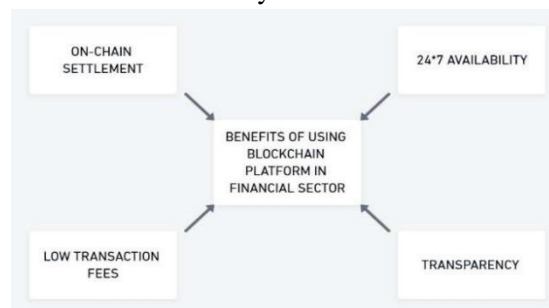 ON-CHAIN
SETTLEMENT
24*7 AVAILABILITY
BENEFITS OF USING
BLOCKCHAIN
PLATFORM IN
FINANCIAL SECTOR
LOW TRANSACTION
FEES
TRANSPARENCY